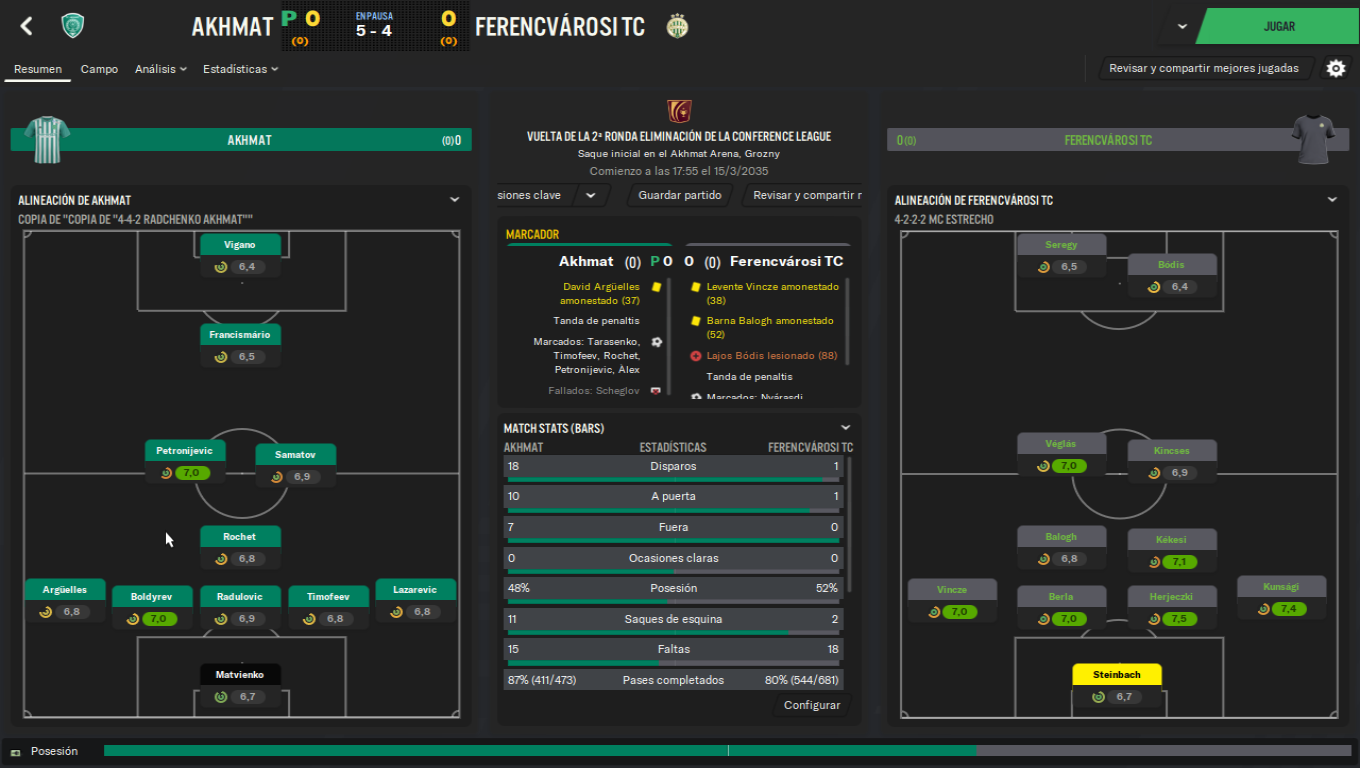 AKHMAT
P 0
(0)
EN PAUSA
5 - 4
0
(0)
FERENCVÁROSI TC
JUGAR
Resumen
Campo
Análisis
Estadísticas
Revisar y compartir mejores jugadas
AKHMAT
(0) 0
ALINEACIÓN DE AKHMAT
COPIA DE "COPIA DE "4-4-2 RADCHENKO AKHMAT""
Vigano
6,4
Francismário
6,5
Petronijevic
7,0
Samatov
6,9
Rochet
6,8
Argüelles
6,8
Boldyrev
7,0
Radulovic
6,9
Timofeev
6,8
Lazarevic
6,8
Matvienko
6,7
VUELTA DE LA 2ª RONDA ELIMINACIÓN DE LA CONFERENCE LEAGUE
Saque inicial en el Akhmat Arena, Grozny
Comienzo a las 17:55 el 15/3/2035
siones clave
Guardar partido
Revisar y compartir r
MARCADOR
Akhmat (0) P 0
0 (0) Ferencvárosi TC
David Argüelles
amonestado (37)
Tanda de penaltis
Marcados: Tarasenko,
Timofeev, Rochet,
Petronijevic, Àlex
Fallados: Scheglov
Levente Vincze amonestado
(38)
Barna Balogh amonestado
(52)
Lajos Bódis lesionado (88)
Tanda de penaltis
Marcados: Nyárasdi
MATCH STATS (BARS)
AKHMAT ESTADÍSTICAS FERENCVÁROSI TC
18 Disparos 1
10 A puerta 1
7 Fuera 0
0 Ocasiones claras 0
48% Posesión 52%
11 Saques de esquina 2
15 Faltas 18
87% (411/473) Pases completados 80% (544/681)
Configurar
0 (0)
FERENCVÁROSI TC
ALINEACIÓN DE FERENCVÁROSI TC
4-2-2-2 MC ESTRECHO
Seregy
6,5
Bódis
6,4
Véglás
7,0
Kincses
6,9
Balogh
6,8
Kékesi
7,1
Vincze
7,0
Berla
7,0
Herjeczki
7,5
Kunsági
7,4
Steinbach
6,7
Posesión